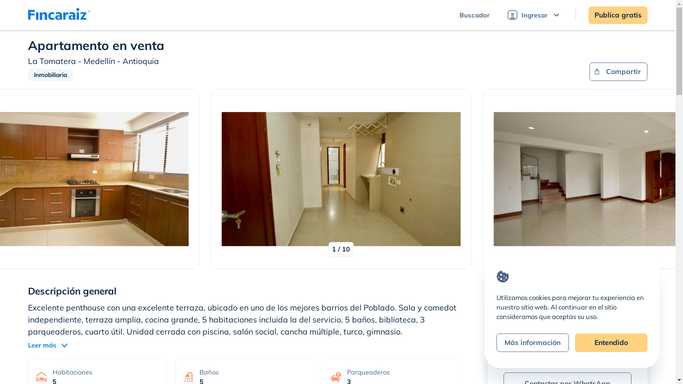 Fincaraiz
Buscador
Ingresar
Publica gratis
Apartamento en venta
La Tomatera - Medellín - Antioquia
Inmobiliaria
Compartir
1 / 10
Descripción general
Excelente penthouse con una excelente terraza, ubicado en uno de los mejores barrios del Poblado. Sala y comedot
independiente, terraza amplia, cocina grande, 5 habitaciones incluida la del servicio, 5 baños, biblioteca, 3
parqueaderos, cuarto útil. Unidad cerrada con piscina, salón social, cancha múltiple, turco, gimnasio.
Leer más
Habitaciones
5
Baños
5
Parqueaderos
3
Utilizamos cookies para mejorar tu experiencia en
nuestro sitio web. Al continuar en el sitio
consideramos que aceptas su uso.
Más información
Entendido
Contactar por WhatsApp